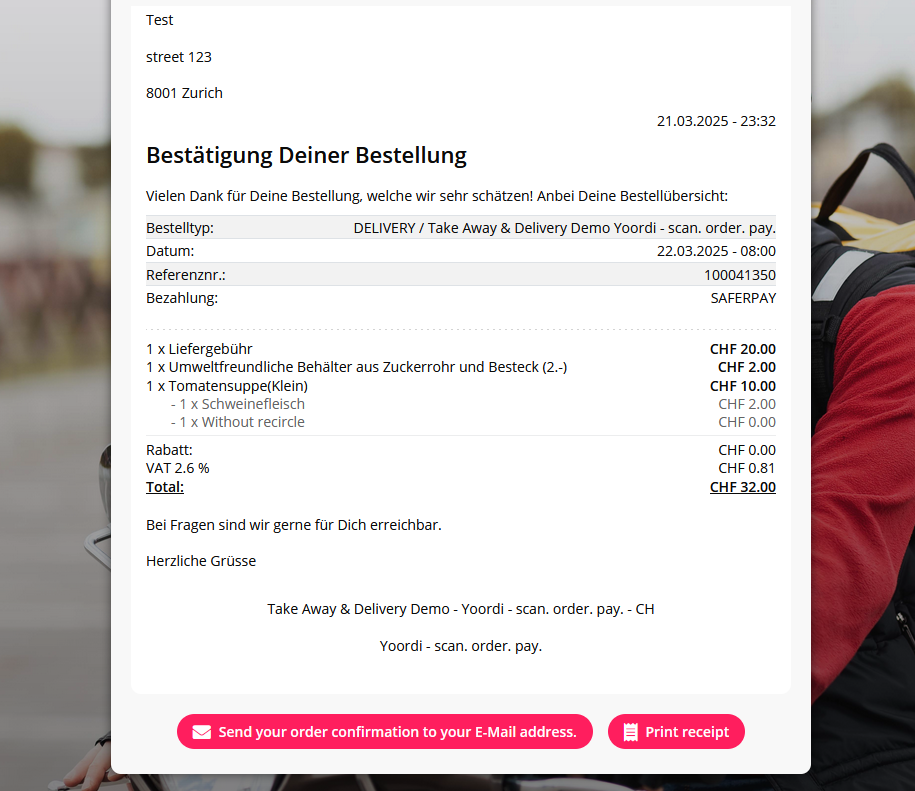 Test
street 123
8001 Zurich
21.03.2025 - 23:32
Bestätigung Deiner Bestellung
Vielen Dank für Deine Bestellung, welche wir sehr schätzen! Anbei Deine Bestellübersicht:
Bestelltyp: DELIVERY / Take Away & Delivery Demo Yoordi - scan. order. pay.
Datum: 22.03.2025 - 08:00
Referenznr.: 100041350
Bezahlung: SAFERPAY
1 x Liefergebühr CHF 20.00
1 x Umweltfreundliche Behälter aus Zuckerrohr und Besteck (2.-) CHF 2.00
1 x Tomatensuppe(Klein) CHF 10.00
- 1 x Schweinefleisch CHF 2.00
- 1 x Without recircle CHF 0.00
Rabatt: CHF 0.00
VAT 2.6 % CHF 0.81
Total: CHF 32.00
Bei Fragen sind wir gerne für Dich erreichbar.
Herzliche Grüsse
Take Away & Delivery Demo - Yoordi - scan. order. pay. - CH
Yoordi - scan. order. pay.
Send your order confirmation to your E-Mail address. Print receipt